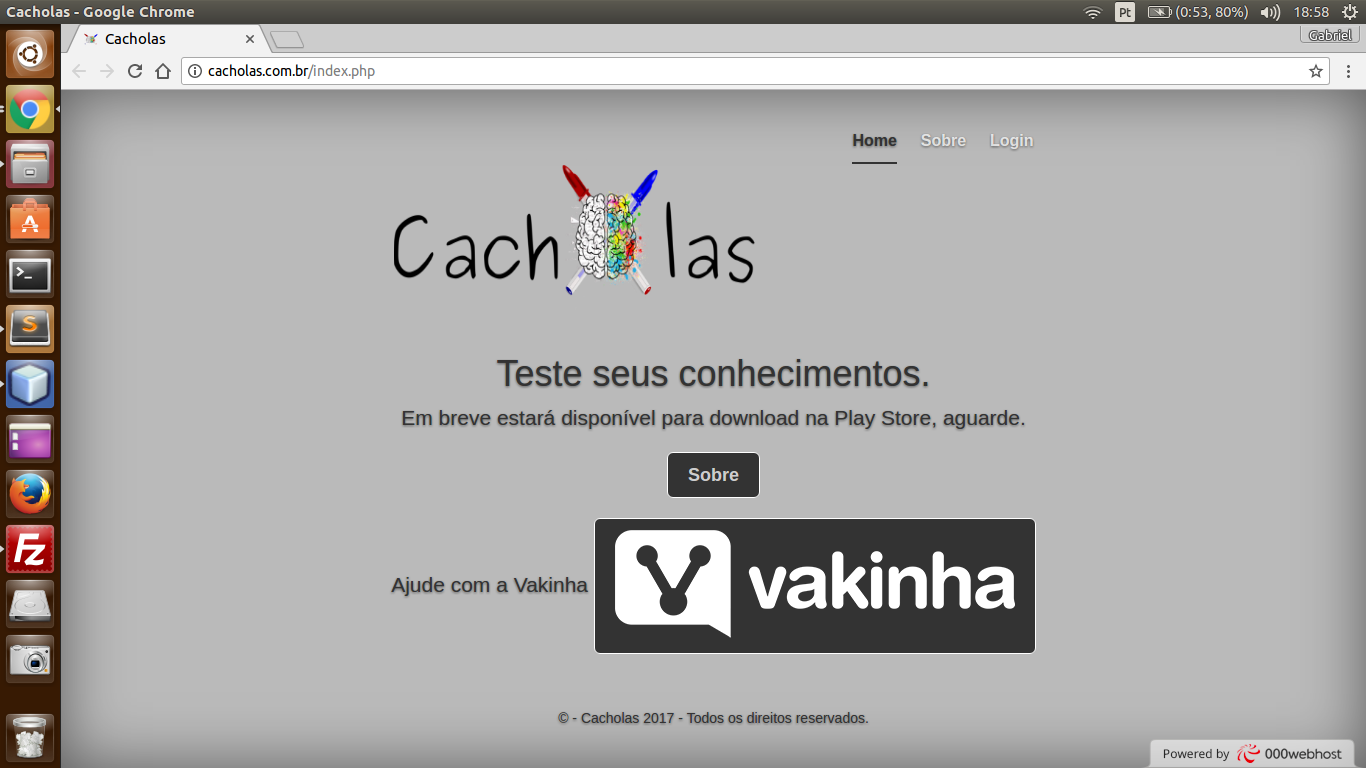 Cacholas - Google Chrome
Pt
(0:53, 80%)
18:58
Cacholas
Gabriel
cacholas.com.br/index.php
Home Sobre Login
Cach las
Teste seus conhecimentos.
Em breve estará disponível para download na Play Store, aguarde.
Sobre
Ajude com a Vakinha
vakinha
© - Cacholas 2017 - Todos os direitos reservados.
Powered by 000webhost
A
>_
S
Fz